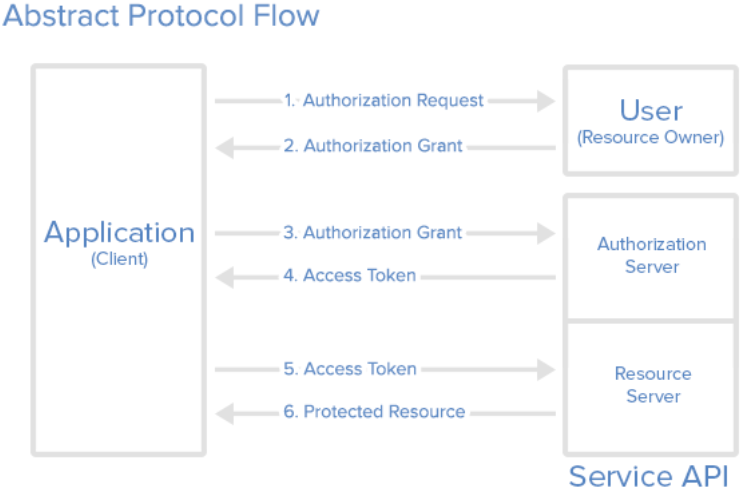 Abstract Protocol Flow
1. Authorization Request
User
(Resource Owner)
2. Authorization Grant
Application
(Client)
3. Authorization Grant
Authorization
Server
4. Access Token
5. Access Token
Resource
Server
6. Protected Resource
Service API